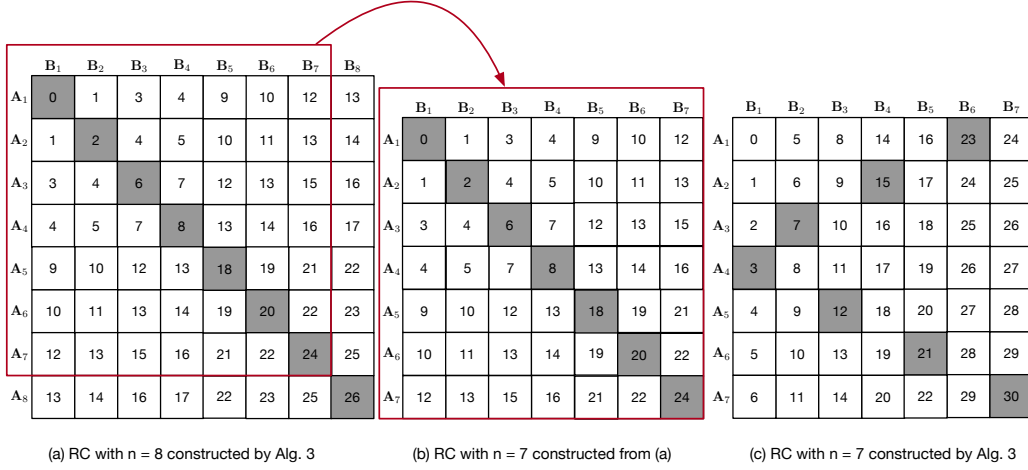 B₁ B₂ B₃ B₄ B₅ B₆ B₇ B₈
A₁ 0 1 3 4 9 10 12 13
A₂ 1 2 4 5 10 11 13 14
A₃ 3 4 6 7 12 13 15 16
A₄ 4 5 7 8 13 14 16 17
A₅ 9 10 12 13 18 19 21 22
A₆ 10 11 13 14 19 20 22 23
A₇ 12 13 15 16 21 22 24 25
A₈ 13 14 16 17 22 23 25 26
(a) RC with n = 8 constructed by Alg. 3
B₁ B₂ B₃ B₄ B₅ B₆ B₇
A₁ 0 1 3 4 9 10 12
A₂ 1 2 4 5 10 11 13
A₃ 3 4 6 7 12 13 15
A₄ 4 5 7 8 13 14 16
A₅ 9 10 12 13 18 19 21
A₆ 10 11 13 14 19 20 22
A₇ 12 13 15 16 21 22 24
(b) RC with n = 7 constructed from (a)
B₁ B₂ B₃ B₄ B₅ B₆ B₇
A₁ 0 5 8 14 16 23 24
A₂ 1 6 9 15 17 24 25
A₃ 2 7 10 16 18 25 26
A₄ 3 8 11 17 19 26 27
A₅ 4 9 12 18 20 27 28
A₆ 5 10 13 19 21 28 29
A₇ 6 11 14 20 22 29 30
(c) RC with n = 7 constructed by Alg. 3